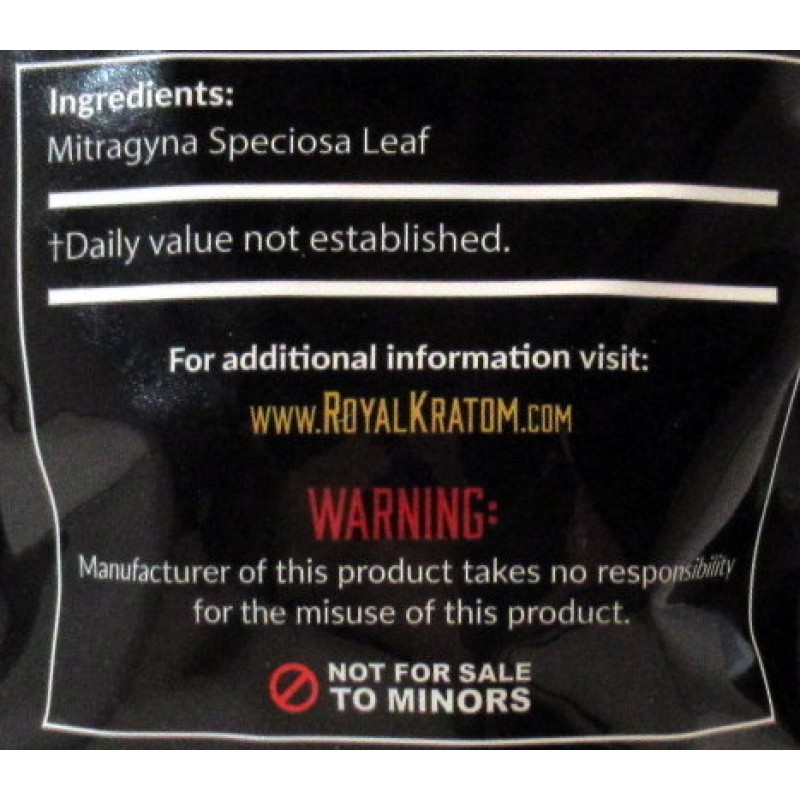 Ingredients:
Mitragyna Speciosa Leaf
†Daily value not established.
For additional information visit:
www.RoyalKratom.com
WARNING:
Manufacturer of this product takes no responsibility
for the misuse of this product.
NOT FOR SALE
TO MINORS